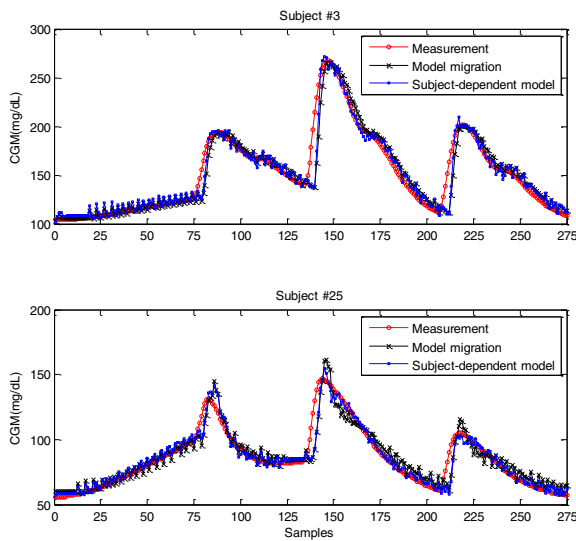 Subject #3
300
250
200
150
100
CGM(mg/dL)
Measurement
Model migration
Subject-dependent model
0 25 50 75 100 125 150 175 200 225 250 275
Subject #25
200
150
100
50
CGM(mg/dL)
Measurement
Model migration
Subject-dependent model
0 25 50 75 100 125 150 175 200 225 250 275
Samples